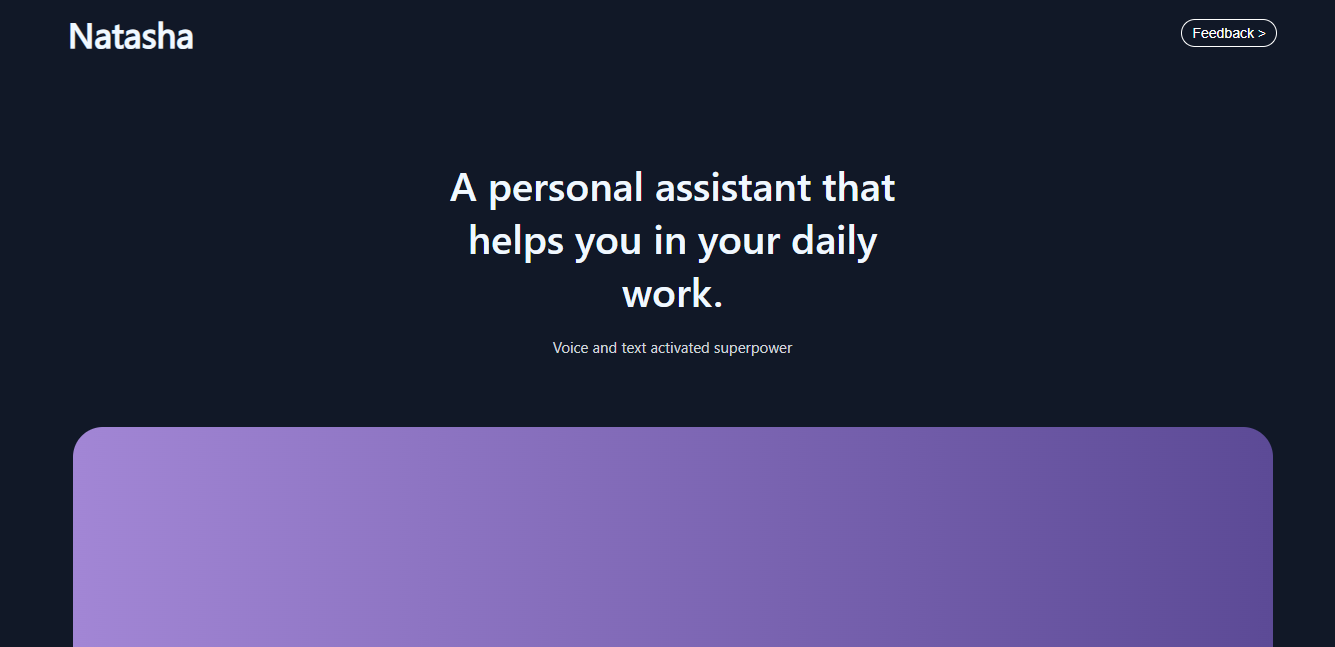 Natasha
Feedback >
A personal assistant that
helps you in your daily
work.
Voice and text activated superpower